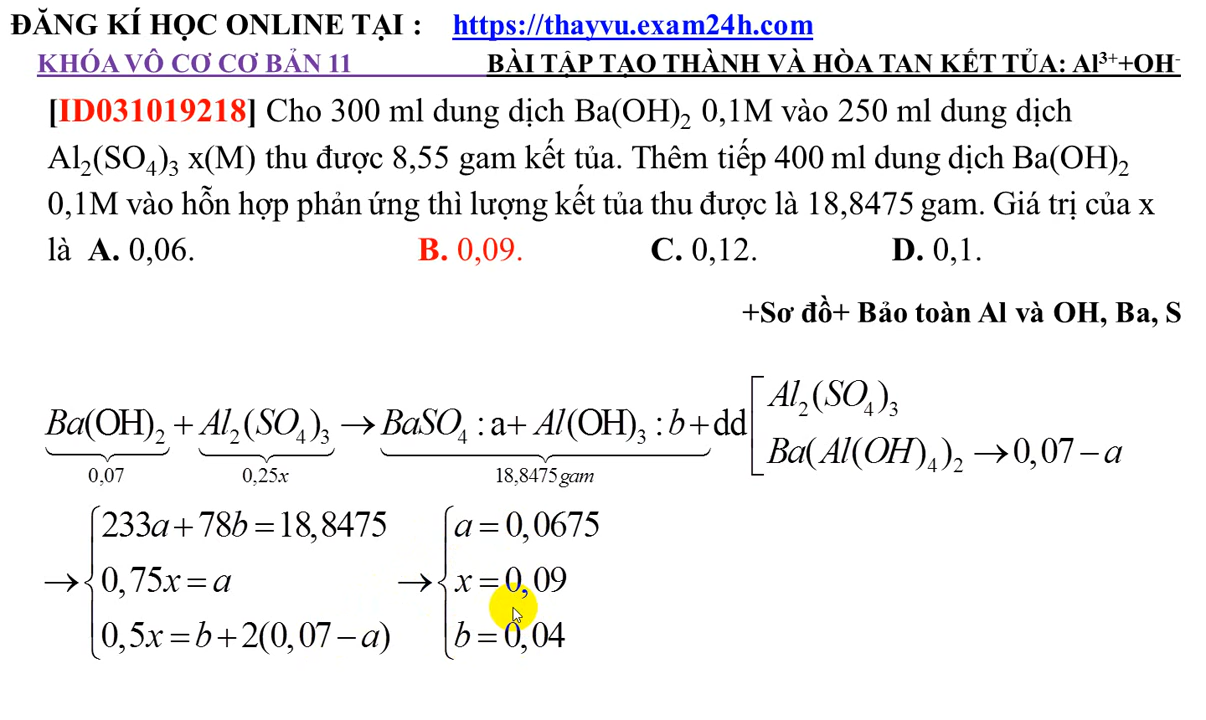 ĐĂNG KÍ HỌC ONLINE TẠI : https://thayvu.exam24h.com
KHÓA VÔ CƠ CƠ BẢN 11 BÀI TẬP TẠO THÀNH VÀ HÒA TAN KẾT TỦA: Al³⁺+OH⁻
[ID031019218] Cho 300 ml dung dịch Ba(OH)₂ 0,1M vào 250 ml dung dịch
Al₂(SO₄)₃ x(M) thu được 8,55 gam kết tủa. Thêm tiếp 400 ml dung dịch Ba(OH)₂
0,1M vào hỗn hợp phản ứng thì lượng kết tủa thu được là 18,8475 gam. Giá trị của x
là A. 0,06. B. 0,09. C. 0,12. D. 0,1.
+Sơ đồ+ Bảo toàn Al và OH, Ba, S
Ba(OH)₂ + Al₂(SO₄)₃ → BaSO₄ : a+ Al(OH)₃ : b + dd [ Al₂(SO₄)₃
Ba(Al(OH)₄)₂ → 0,07 − a
0,07 0,25x 18,8475 gam
→ { 233a + 78b = 18,8475 → { a = 0,0675
0,75x = a x = 0,09
0,5x = b + 2(0,07 − a) b = 0,04